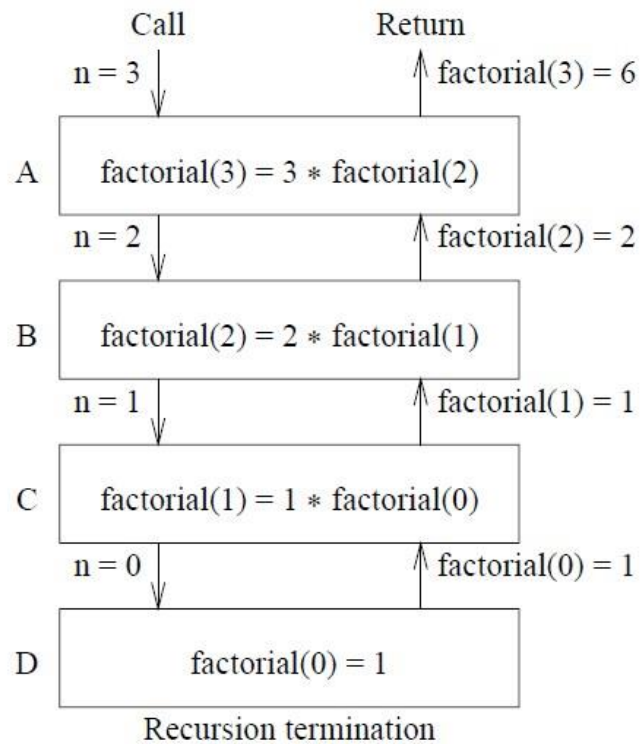 Call Return
n = 3 factorial(3) = 6
A factorial(3) = 3 ∗ factorial(2)
n = 2 factorial(2) = 2
B factorial(2) = 2 ∗ factorial(1)
n = 1 factorial(1) = 1
C factorial(1) = 1 ∗ factorial(0)
n = 0 factorial(0) = 1
D factorial(0) = 1
Recursion termination